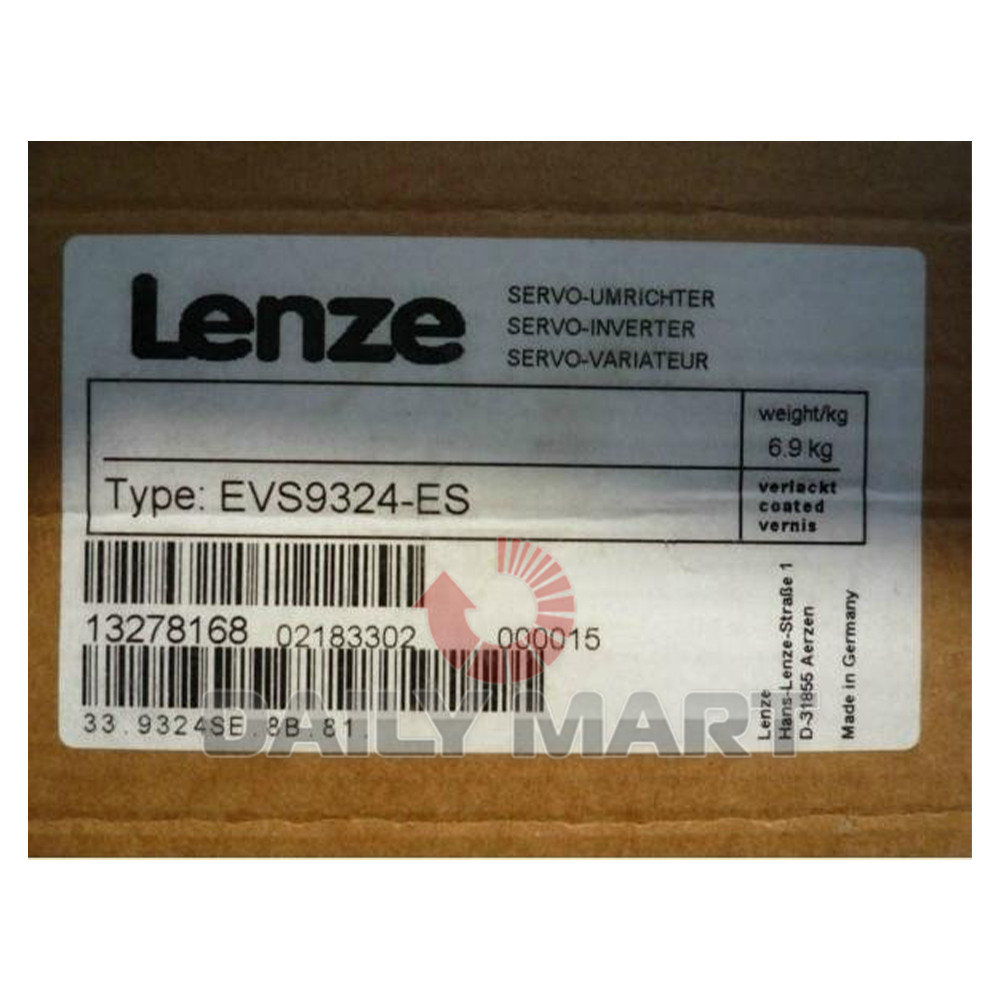 Lenze
SERVO-UMRICHTER
SERVO-INVERTER
SERVO-VARIATEUR
weight/kg
6.9 kg
Type: EVS9324-ES
verlackt
coated
vernis
13278168 02183302 000015
33.9324SE.8B.81.
Lenze
Hans-Lenze-Straße 1
D-31855 Aerzen
Made in Germany
DAILY MART